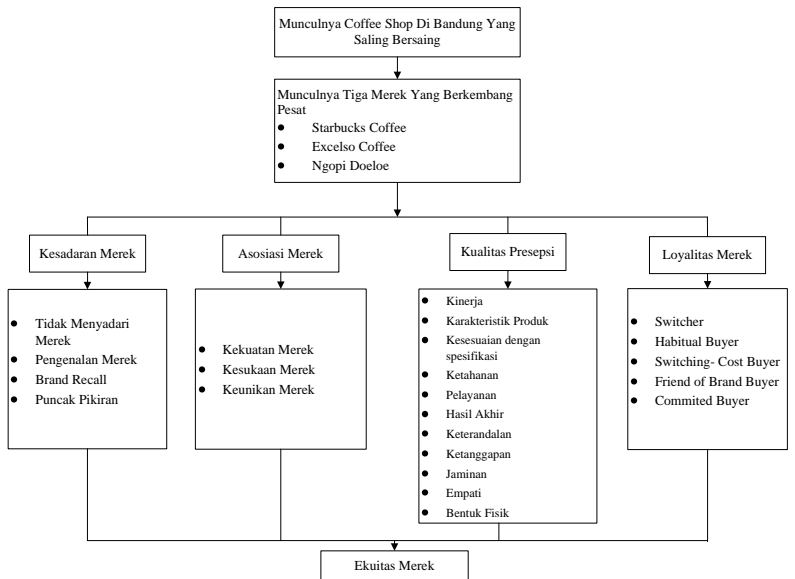 Munculnya Coffee Shop Di Bandung Yang
Saling Bersaing
Munculnya Tiga Merek Yang Berkembang
Pesat
● Starbucks Coffee
● Excelso Coffee
● Ngopi Doeloe
Kesadaran Merek
Asosiasi Merek
Kualitas Presepsi
Loyalitas Merek
● Tidak Menyadari
Merek
● Pengenalan Merek
● Brand Recall
● Puncak Pikiran
● Kekuatan Merek
● Kesukaan Merek
● Keunikan Merek
● Kinerja
● Karakteristik Produk
● Kesesuaian dengan
spesifikasi
● Ketahanan
● Pelayanan
● Hasil Akhir
● Keterandalan
● Ketanggapan
● Jaminan
● Empati
● Bentuk Fisik
● Switcher
● Habitual Buyer
● Switching- Cost Buyer
● Friend of Brand Buyer
● Commited Buyer
Ekuitas Merek